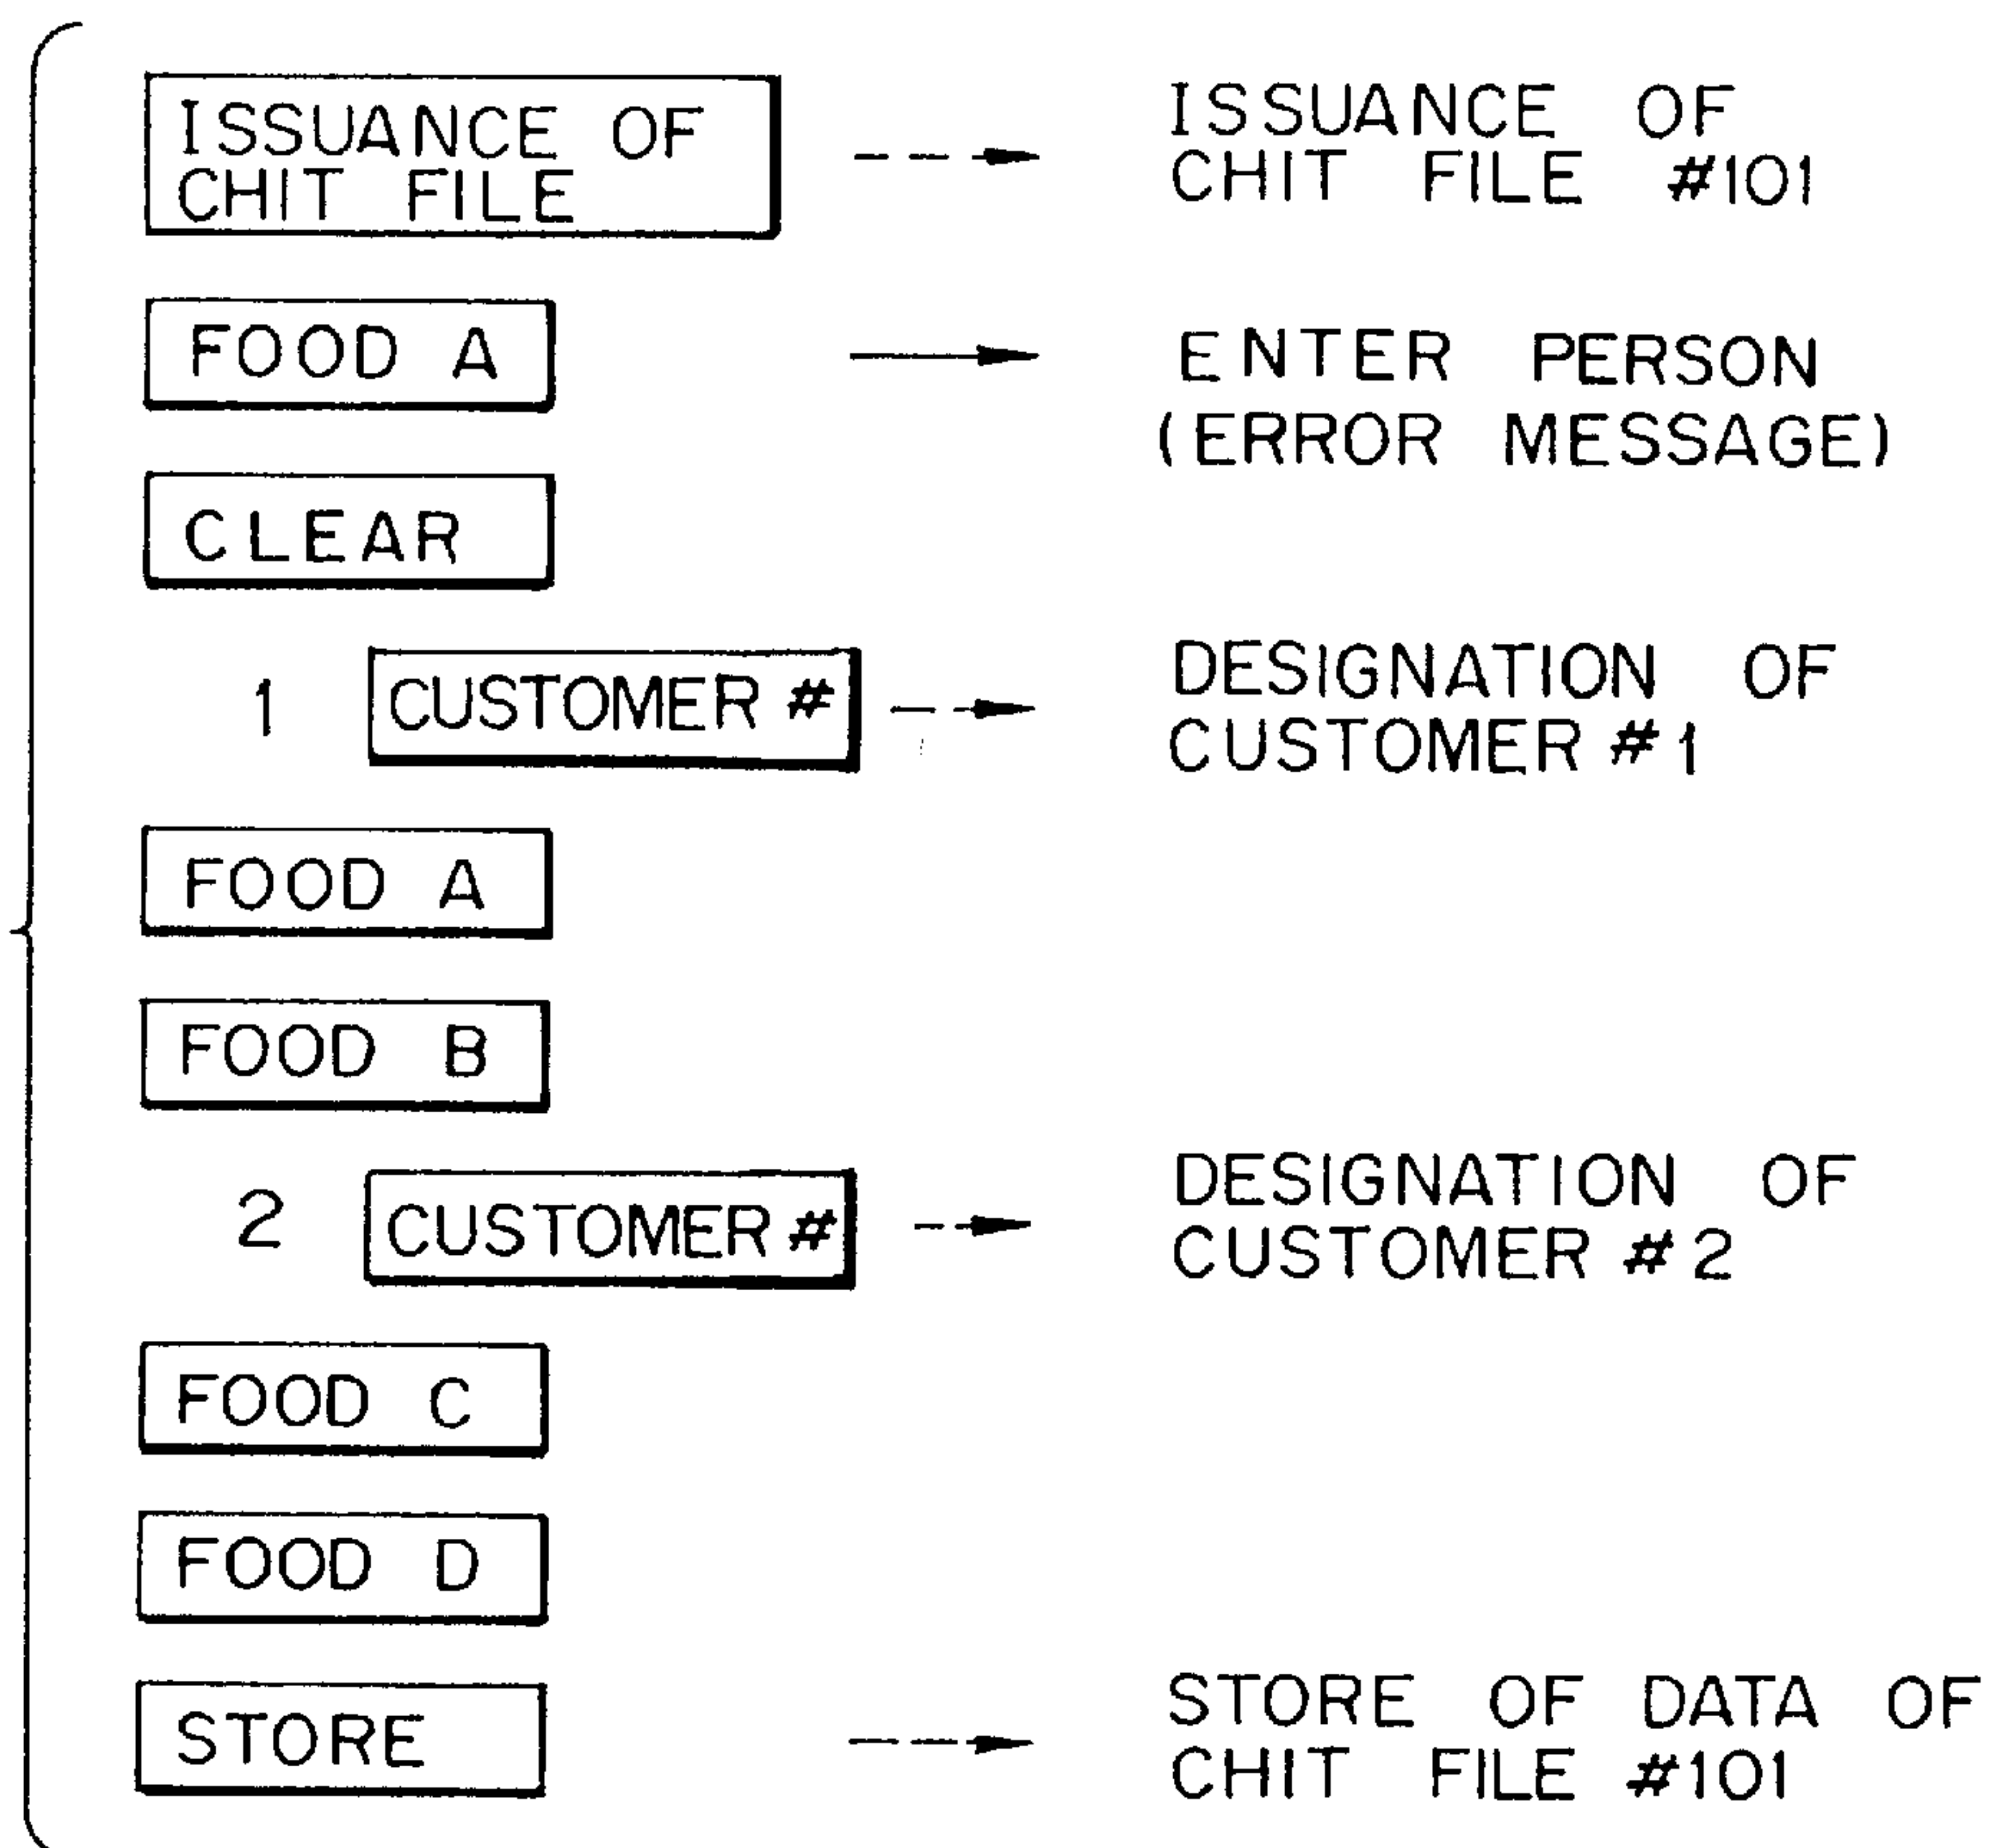 ISSUANCE OF
CHIT FILE
ISSUANCE OF
CHIT FILE #101
FOOD A
ENTER PERSON
(ERROR MESSAGE)
CLEAR
1 CUSTOMER #
DESIGNATION OF
CUSTOMER #1
FOOD A
FOOD B
2 CUSTOMER #
DESIGNATION OF
CUSTOMER #2
FOOD C
FOOD D
STORE
STORE OF DATA OF
CHIT FILE #101